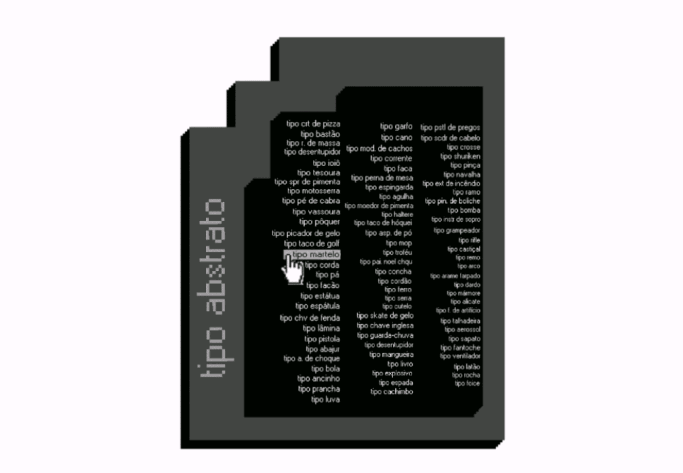 tipo abstrato
tipo crt de pizza
tipo bastão
tipo r. de massa
tipo desentupidor
tipo ioiô
tipo tesoura
tipo spr de pimenta
tipo motosserra
tipo pé de cabra
tipo vassoura
tipo pôquer
tipo picador de gelo
tipo taco de golf
tipo martelo
tipo corda
tipo pá
tipo facão
tipo estátua
tipo espátula
tipo chv de fenda
tipo lâmina
tipo pistola
tipo abajur
tipo a. de choque
tipo bola
tipo ancinho
tipo prancha
tipo luva
tipo garfo
tipo cano
tipo mod. de cachos
tipo corrente
tipo faca
tipo perna de mesa
tipo espingarda
tipo agulha
tipo moedor de pimenta
tipo haltere
tipo taco de hóquei
tipo asp. de pó
tipo mop
tipo troféu
tipo pai noel chqu
tipo concha
tipo cordão
tipo ferro
tipo serra
tipo cutelo
tipo skate de gelo
tipo chave inglesa
tipo guarda-chuva
tipo desentupidor
tipo mangueira
tipo livro
tipo explosivo
tipo espada
tipo cachimbo
tipo pstl de pregos
tipo scdr de cabelo
tipo crosse
tipo shuriken
tipo pinça
tipo navalha
tipo ext de incêndio
tipo ramo
tipo pin. de boliche
tipo bomba
tipo instr de sopro
tipo grampeador
tipo rifle
tipo castiçal
tipo remo
tipo arco
tipo arame farpado
tipo dardo
tipo mármore
tipo alicate
tipo f. de artifício
tipo talhadeira
tipo aerossol
tipo sapato
tipo fantoche
tipo ventilador
tipo latão
tipo rocha
tipo foice